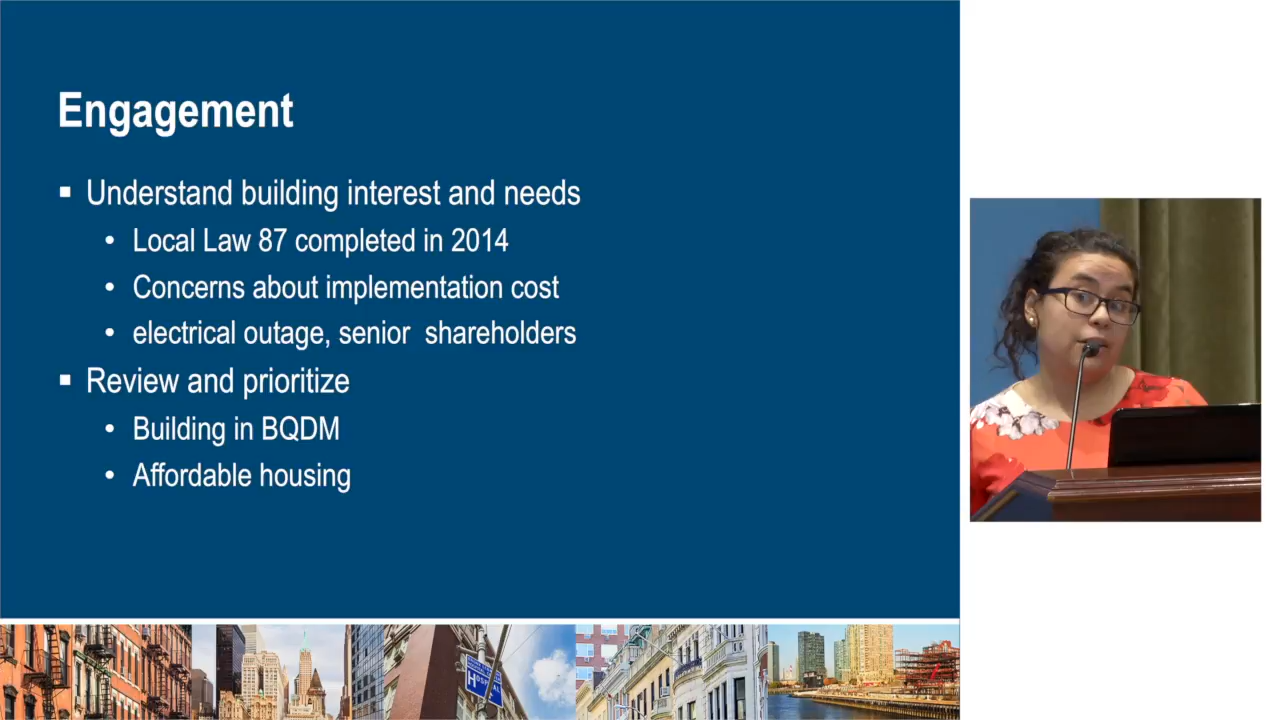 Engagement
▪ Understand building interest and needs
• Local Law 87 completed in 2014
• Concerns about implementation cost
• electrical outage, senior  shareholders
▪ Review and prioritize
• Building in BQDM
• Affordable housing
HOSPITAL